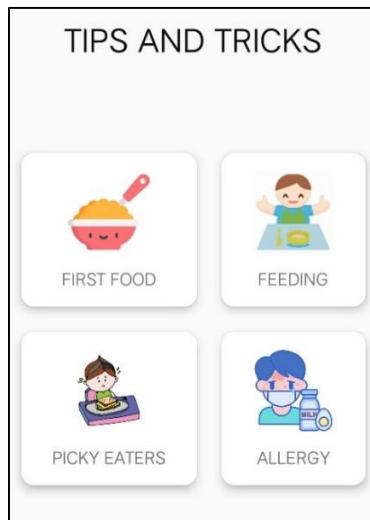 TIPS AND TRICKS
FIRST FOOD
FEEDING
MILK
PICKY EATERS
ALLERGY